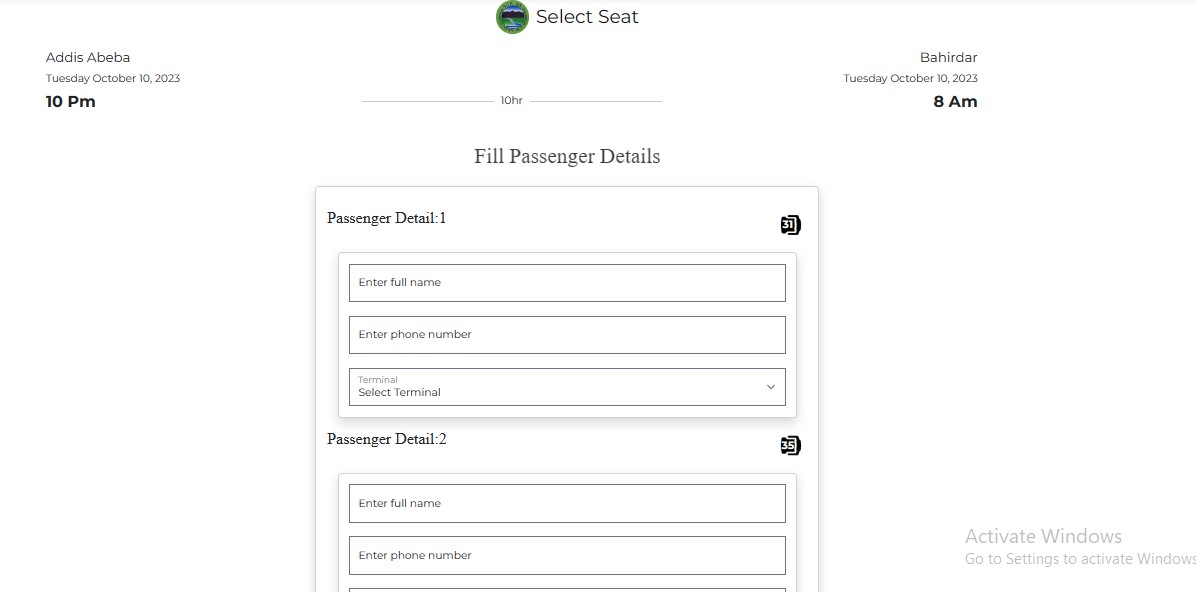 Select Seat
Addis Abeba
Tuesday October 10, 2023
10 Pm
10hr
Bahirdar
Tuesday October 10, 2023
8 Am
Fill Passenger Details
Passenger Detail:1
31
Enter full name
Enter phone number
Terminal
Select Terminal
Passenger Detail:2
35
Enter full name
Enter phone number
Activate Windows
Go to Settings to activate Windows